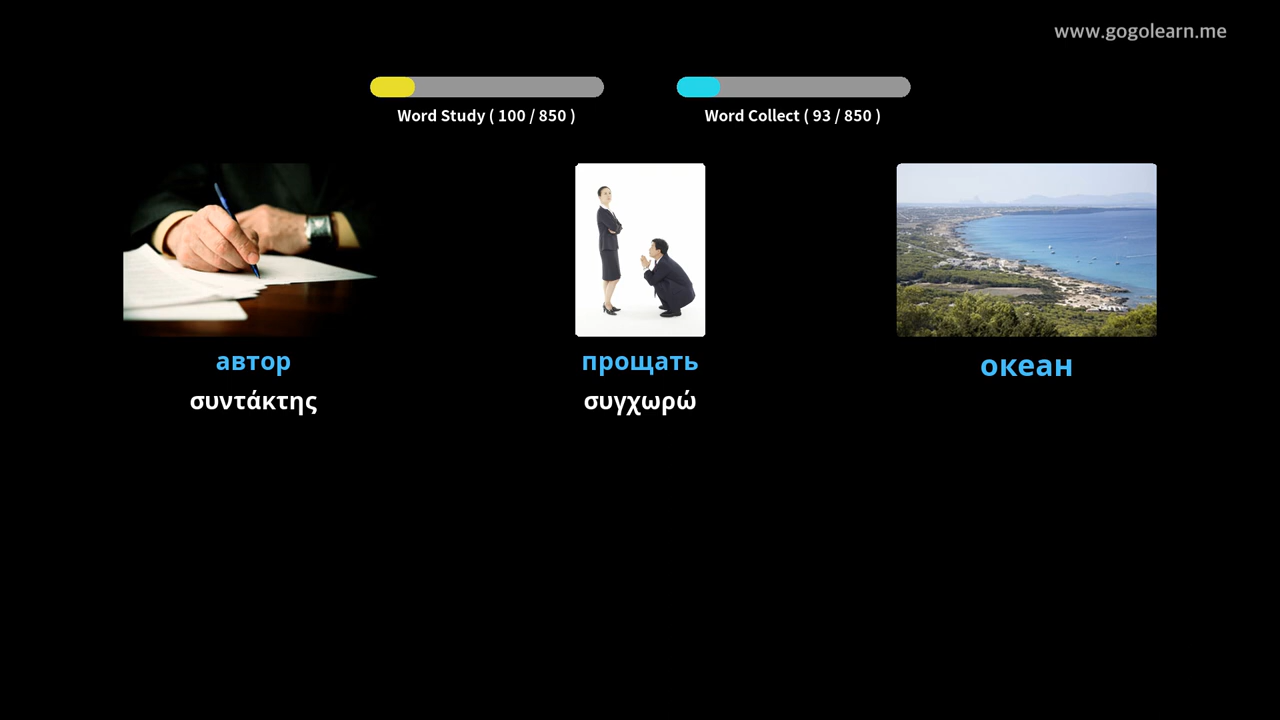 www.gogolearn.me
Word Study ( 100 / 850 )
Word Collect ( 93 / 850 )
автор
συντάκτης
прощать
συγχωρώ
океан